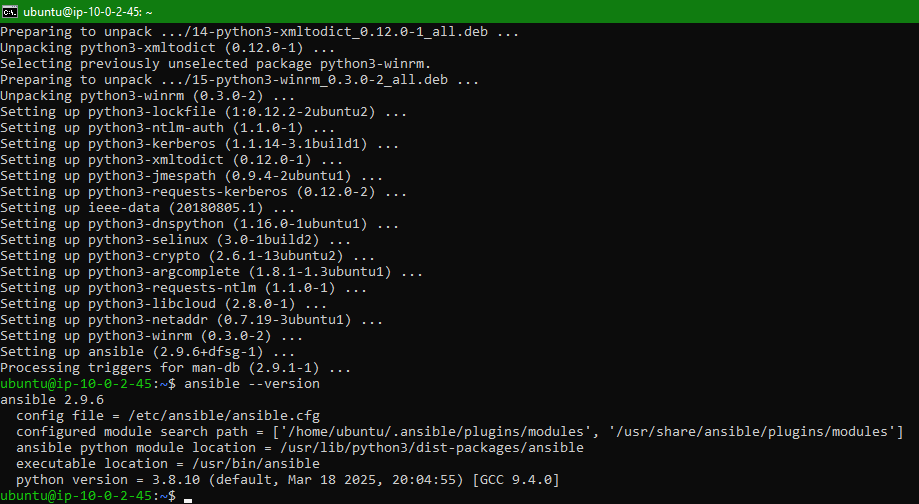 ubuntu@ip-10-0-2-45: ~
Preparing to unpack .../14-python3-xmltodict_0.12.0-1_all.deb ...
Unpacking python3-xmltodict (0.12.0-1) ...
Selecting previously unselected package python3-winrm.
Preparing to unpack .../15-python3-winrm_0.3.0-2_all.deb ...
Unpacking python3-winrm (0.3.0-2) ...
Setting up python3-lockfile (1:0.12.2-2ubuntu2) ...
Setting up python3-ntlm-auth (1.1.0-1) ...
Setting up python3-kerberos (1.1.14-3.1build1) ...
Setting up python3-xmltodict (0.12.0-1) ...
Setting up python3-jmespath (0.9.4-2ubuntu1) ...
Setting up python3-requests-kerberos (0.12.0-2) ...
Setting up ieee-data (20180805.1) ...
Setting up python3-dnspython (1.16.0-1ubuntu1) ...
Setting up python3-selinux (3.0-1build2) ...
Setting up python3-crypto (2.6.1-13ubuntu2) ...
Setting up python3-argcomplete (1.8.1-1.3ubuntu1) ...
Setting up python3-requests-ntlm (1.1.0-1) ...
Setting up python3-libcloud (2.8.0-1) ...
Setting up python3-netaddr (0.7.19-3ubuntu1) ...
Setting up python3-winrm (0.3.0-2) ...
Setting up ansible (2.9.6+dfsg-1) ...
Processing triggers for man-db (2.9.1-1) ...
ubuntu@ip-10-0-2-45:~$ ansible --version
ansible 2.9.6
  config file = /etc/ansible/ansible.cfg
  configured module search path = ['/home/ubuntu/.ansible/plugins/modules', '/usr/share/ansible/plugins/modules']
  ansible python module location = /usr/lib/python3/dist-packages/ansible
  executable location = /usr/bin/ansible
  python version = 3.8.10 (default, Mar 18 2025, 20:04:55) [GCC 9.4.0]
ubuntu@ip-10-0-2-45:~$